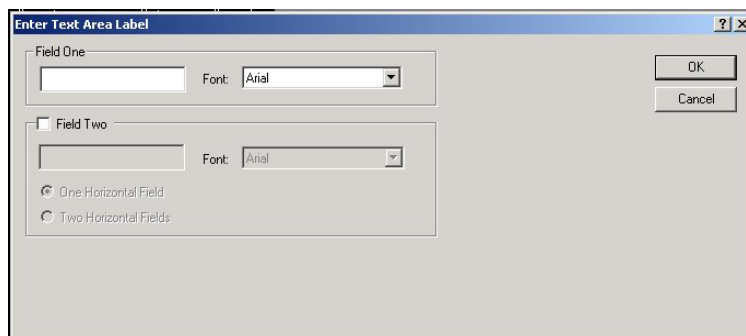 Enter Text Area Label
Field One
Font: Arial
OK
Cancel
Field Two
Font: Arial
One Horizontal Field
Two Horizontal Fields